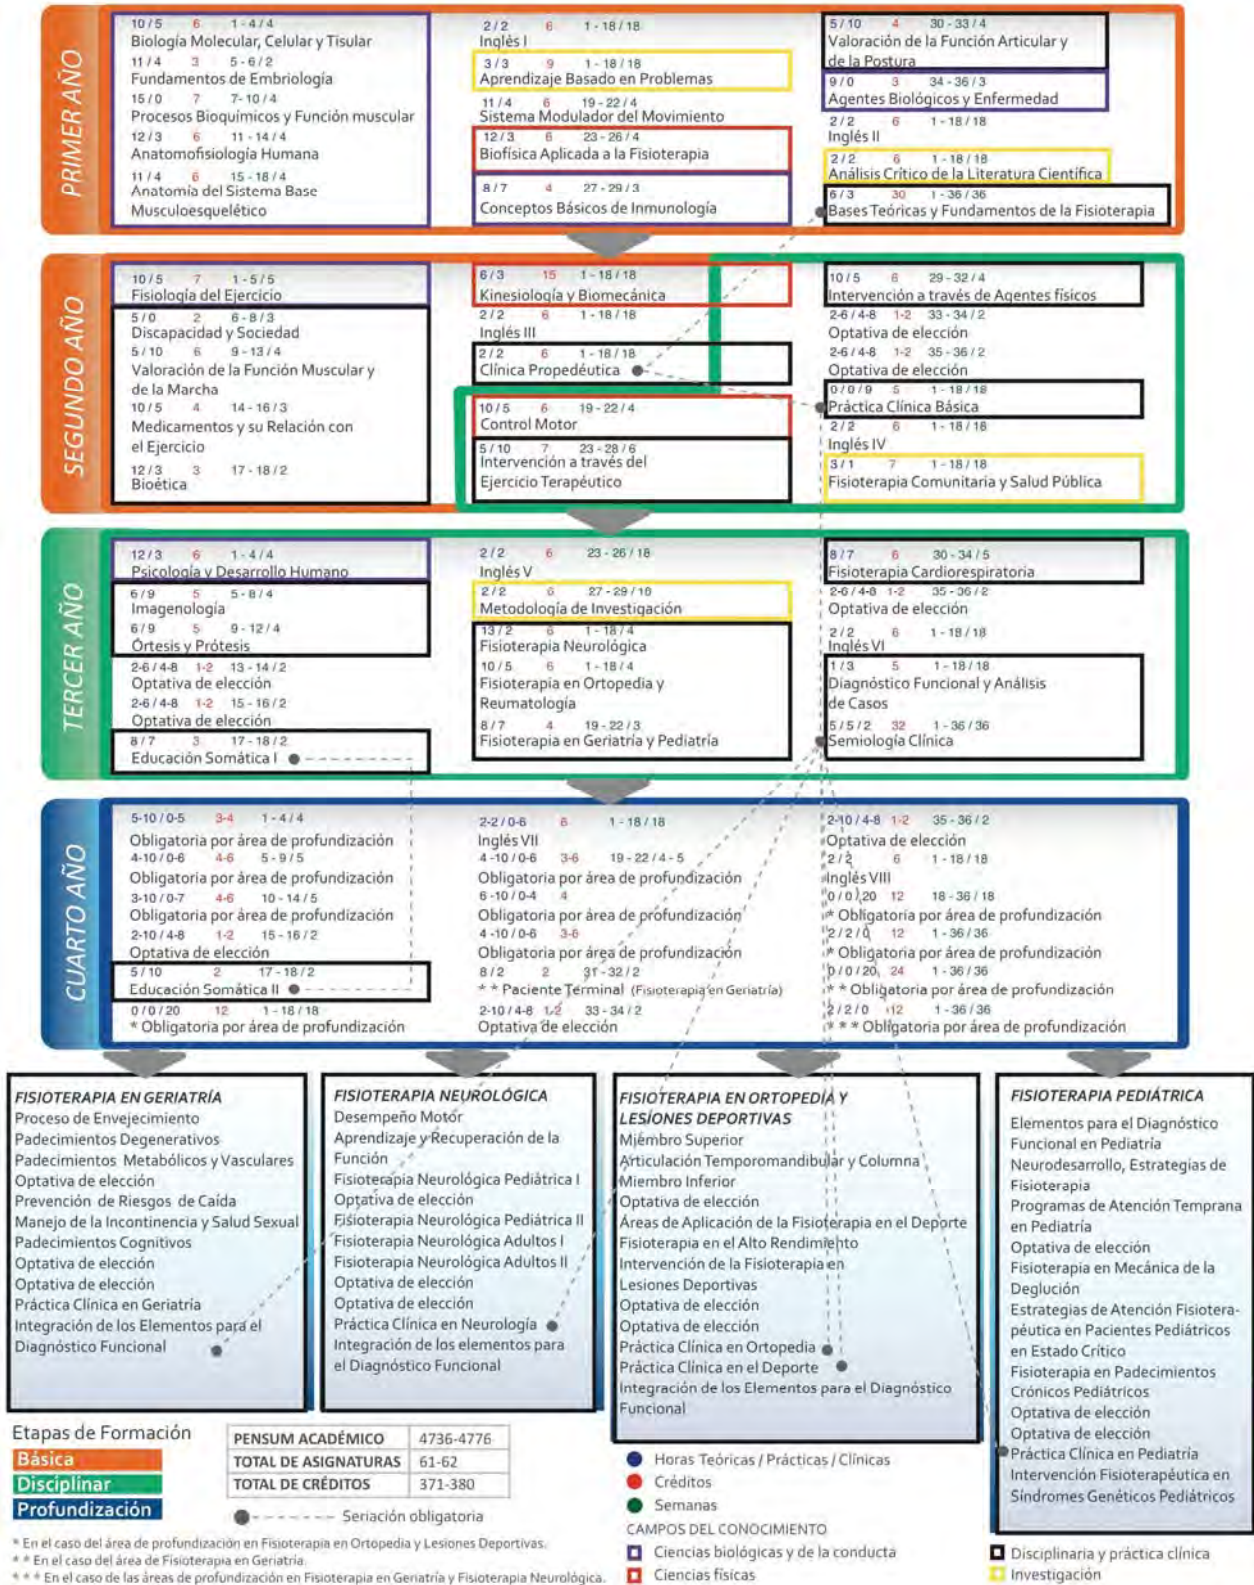 PRIMER AÑO
10 / 5 6 1 - 4 / 4
Biología Molecular, Celular y Tisular
11 / 4 3 5 - 6 / 2
Fundamentos de Embriología
15 / 0 7 7- 10 / 4
Procesos Bioquímicos y Función muscular
12 / 3 6 11 - 14 / 4
Anatomofisiología Humana
11 / 4 6 15 - 18 / 4
Anatomía del Sistema Base
Musculoesquelético
2 / 2 6 1 - 18 / 18
Inglés I
3 / 3 9 1 - 18 / 18
Aprendizaje Basado en Problemas
11 / 4 6 19 - 22 / 4
Sistema Modulador del Movimiento
12 / 3 6 23 - 26 / 4
Biofísica Aplicada a la Fisioterapia
8 / 7 4 27 - 29 / 3
Conceptos Básicos de Inmunología
5 / 10 4 30 - 33 / 4
Valoración de la Función Articular y
de la Postura
9 / 0 3 34 - 36 / 3
Agentes Biológicos y Enfermedad
2 / 2 6 1 - 18 / 18
Inglés II
2 / 2 6 1 - 18 / 18
Análisis Crítico de la Literatura Científica
6 / 3 30 1 - 36 / 36
Bases Teóricas y Fundamentos de la Fisioterapia
SEGUNDO AÑO
10 / 5 7 1 - 5 / 5
Fisiología del Ejercicio
5 / 0 2 6 - 8 / 3
Discapacidad y Sociedad
5 / 10 6 9 - 13 / 4
Valoración de la Función Muscular y
de la Marcha
10 / 5 4 14 - 16 / 3
Medicamentos y su Relación con
el Ejercicio
12 / 3 3 17 - 18 / 2
Bioética
6 / 3 15 1 - 18 / 18
Kinesiología y Biomecánica
2 / 2 6 1 - 18 / 18
Inglés III
2 / 2 6 1 - 18 / 18
Clínica Propedéutica
10 / 5 6 19 - 22 / 4
Control Motor
5 / 10 7 23 - 28 / 6
Intervención a través del
Ejercicio Terapéutico
10 / 5 6 29 - 32 / 4
Intervención a través de Agentes físicos
2-6 / 4-8 1-2 33 - 34 / 2
Optativa de elección
2-6 / 4-8 1-2 35 - 36 / 2
Optativa de elección
0 / 0 / 9 5 1 - 18 / 18
Práctica Clínica Básica
2 / 2 6 1 - 18 / 18
Inglés IV
3 / 1 7 1 - 18 / 18
Fisioterapia Comunitaria y Salud Pública
TERCER AÑO
12 / 3 6 1 - 4 / 4
Psicología y Desarrollo Humano
6 / 9 5 5 - 8 / 4
Imagenología
6 / 9 5 9 - 12 / 4
Órtesis y Prótesis
2-6 / 4-8 1-2 13 - 14 / 2
Optativa de elección
2-6 / 4-8 1-2 15 - 16 / 2
Optativa de elección
8 / 7 3 17 - 18 / 2
Educación Somática I
2 / 2 6 23 - 26 / 18
Inglés V
2 / 2 6 27 - 29 / 18
Metodología de Investigación
13 / 2 6 1 - 18 / 4
Fisioterapia Neurológica
10 / 5 6 1 - 18 / 4
Fisioterapia en Ortopedia y
Reumatología
8 / 7 4 19 - 22 / 3
Fisioterapia en Geriatría y Pediatría
8 / 7 6 30 - 34 / 5
Fisioterapia Cardiorespiratoria
2-6 / 4-8 1-2 35 - 36 / 2
Optativa de elección
2 / 2 6 1 - 18 / 18
Inglés VI
1 / 3 5 1 - 18 / 18
Diagnóstico Funcional y Análisis
de Casos
5 / 5 / 2 32 1 - 36 / 36
Semiología Clínica
CUARTO AÑO
5-10 / 0-5 3-4 1 - 4 / 4
Obligatoria por área de profundización
4-10 / 0-6 4-6 5 - 9 / 5
Obligatoria por área de profundización
3-10 / 0-7 4-6 10 - 14 / 5
Obligatoria por área de profundización
2-10 / 4-8 1-2 15 - 16 / 2
Optativa de elección
5 / 10 2 17 - 18 / 2
Educación Somática II
0 / 0 / 20 12 1 - 18 / 18
* Obligatoria por área de profundización
2-2 / 0-6 6 1 - 18 / 18
Inglés VII
4 -10 / 0-6 3-6 19 - 22 / 4 - 5
Obligatoria por área de profundización
6 -10 / 0-4 4
Obligatoria por área de profundización
4 -10 / 0-6 3-6
Obligatoria por área de profundización
8 / 2 2 31 - 32 / 2
* * Paciente Terminal (Fisioterapia en Geriatría)
2-10 / 4-8 1-2 33 - 34 / 2
Optativa de elección
2-10 / 4-8 1-2 35 - 36 / 2
Optativa de elección
2 / 2 6 1 - 18 / 18
Inglés VIII
0 / 0 / 20 12 18 - 36 / 18
* Obligatoria por área de profundización
2 / 2 / 0 12 1 - 36 / 36
* Obligatoria por área de profundización
0 / 0 / 20 24 1 - 36 / 36
* * Obligatoria por área de profundización
2 / 2 / 0 12 1 - 36 / 36
* * * Obligatoria por área de profundización
FISIOTERAPIA EN GERIATRÍA
Proceso de Envejecimiento
Padecimientos Degenerativos
Padecimientos Metabólicos y Vasculares
Optativa de elección
Prevención de Riesgos de Caída
Manejo de la Incontinencia y Salud Sexual
Padecimientos Cognitivos
Optativa de elección
Optativa de elección
Práctica Clínica en Geriatría
Integración de los Elementos para el
Diagnóstico Funcional
FISIOTERAPIA NEUROLÓGICA
Desempeño Motor
Aprendizaje y Recuperación de la
Función
Fisioterapia Neurológica Pediátrica I
Optativa de elección
Fisioterapia Neurológica Pediátrica II
Fisioterapia Neurológica Adultos I
Fisioterapia Neurológica Adultos II
Optativa de elección
Optativa de elección
Práctica Clínica en Neurología
Integración de los elementos para
el Diagnóstico Funcional
FISIOTERAPIA EN ORTOPEDIA Y
LESIONES DEPORTIVAS
Miembro Superior
Articulación Temporomandibular y Columna
Miembro Inferior
Optativa de elección
Áreas de Aplicación de la Fisioterapia en el Deporte
Fisioterapia en el Alto Rendimiento
Intervención de la Fisioterapia en
Lesiones Deportivas
Optativa de elección
Optativa de elección
Práctica Clínica en Ortopedia
Práctica Clínica en el Deporte
Integración de los Elementos para el Diagnóstico
Funcional
FISIOTERAPIA PEDIÁTRICA
Elementos para el Diagnóstico
Funcional en Pediatría
Neurodesarrollo, Estrategias de
Fisioterapia
Programas de Atención Temprana
en Pediatría
Optativa de elección
Fisioterapia en Mecánica de la
Deglución
Estrategias de Atención Fisiotera-
péutica en Pacientes Pediátricos
en Estado Crítico
Fisioterapia en Padecimientos
Crónicos Pediátricos
Optativa de elección
Optativa de elección
Práctica Clínica en Pediatría
Intervención Fisioterapéutica en
Síndromes Genéticos Pediátricos
Etapas de Formación
Básica
Disciplinar
Profundización
PENSUM ACADÉMICO 4736-4776
TOTAL DE ASIGNATURAS 61-62
TOTAL DE CRÉDITOS 371-380
Seriación obligatoria
* En el caso del área de profundización en Fisioterapia en Ortopedia y Lesiones Deportivas.
* * En el caso del área de Fisioterapia en Geriatría.
* * * En el caso de las áreas de profundización en Fisioterapia en Geriatría y Fisioterapia Neurológica.
Horas Teóricas / Prácticas / Clínicas
Créditos
Semanas
CAMPOS DEL CONOCIMIENTO
Ciencias biológicas y de la conducta
Ciencias físicas
Disciplinaria y práctica clínica
Investigación